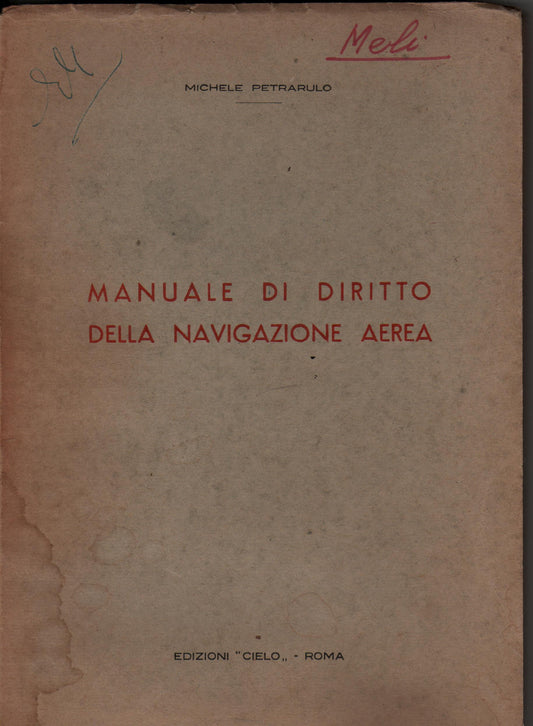 Meli
MICHELE PETRARULO
MANUALE DI DIRITTO
DELLA NAVIGAZIONE AEREA
EDIZIONI "CIELO„ - ROMA